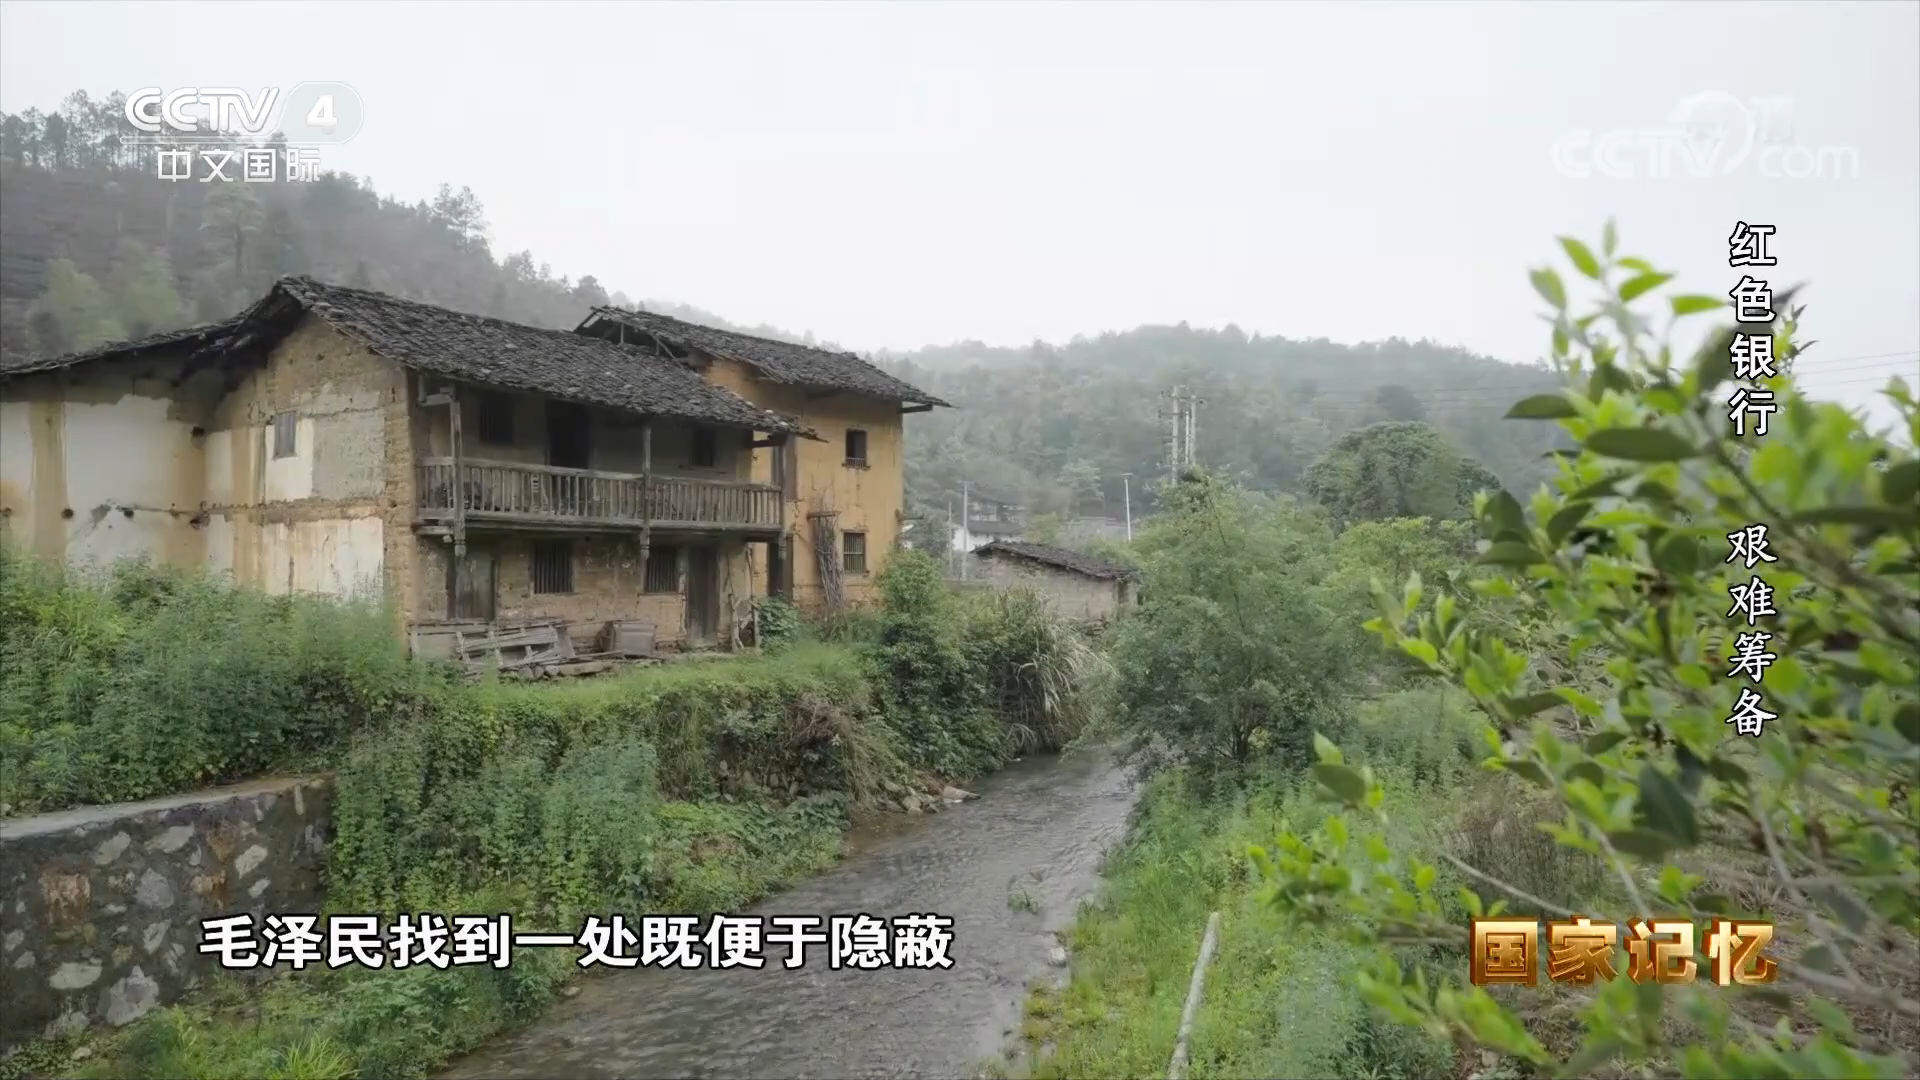 CCTV 4
中文国际
CCTV.com
红色银行 艰难筹备
毛泽民找到一处既便于隐蔽
国家记忆